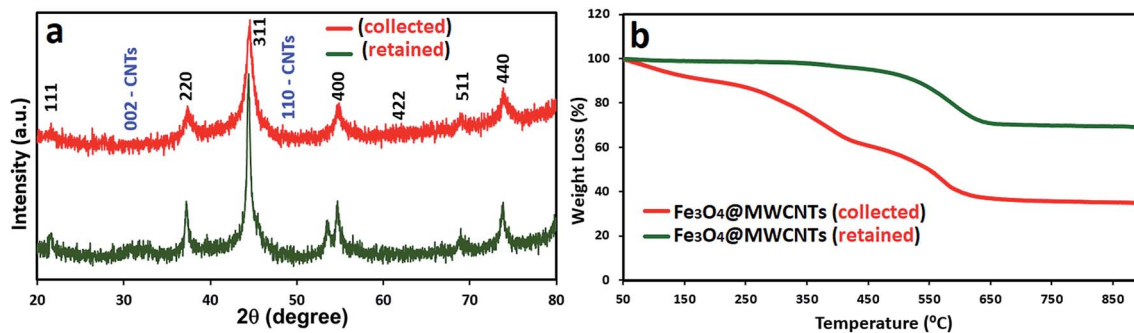 a
(collected)
(retained)
111
002 - CNTs
220
311
110 - CNTs
400
422
511
440
Intensity (a.u.)
20 30 40 50 60 70 80
2θ (degree)
b
120
100
80
60
40
20
0
Weight Loss (%)
Fe₃O₄@MWCNTs (collected)
Fe₃O₄@MWCNTs (retained)
50 150 250 350 450 550 650 750 850
Temperature (⁰C)